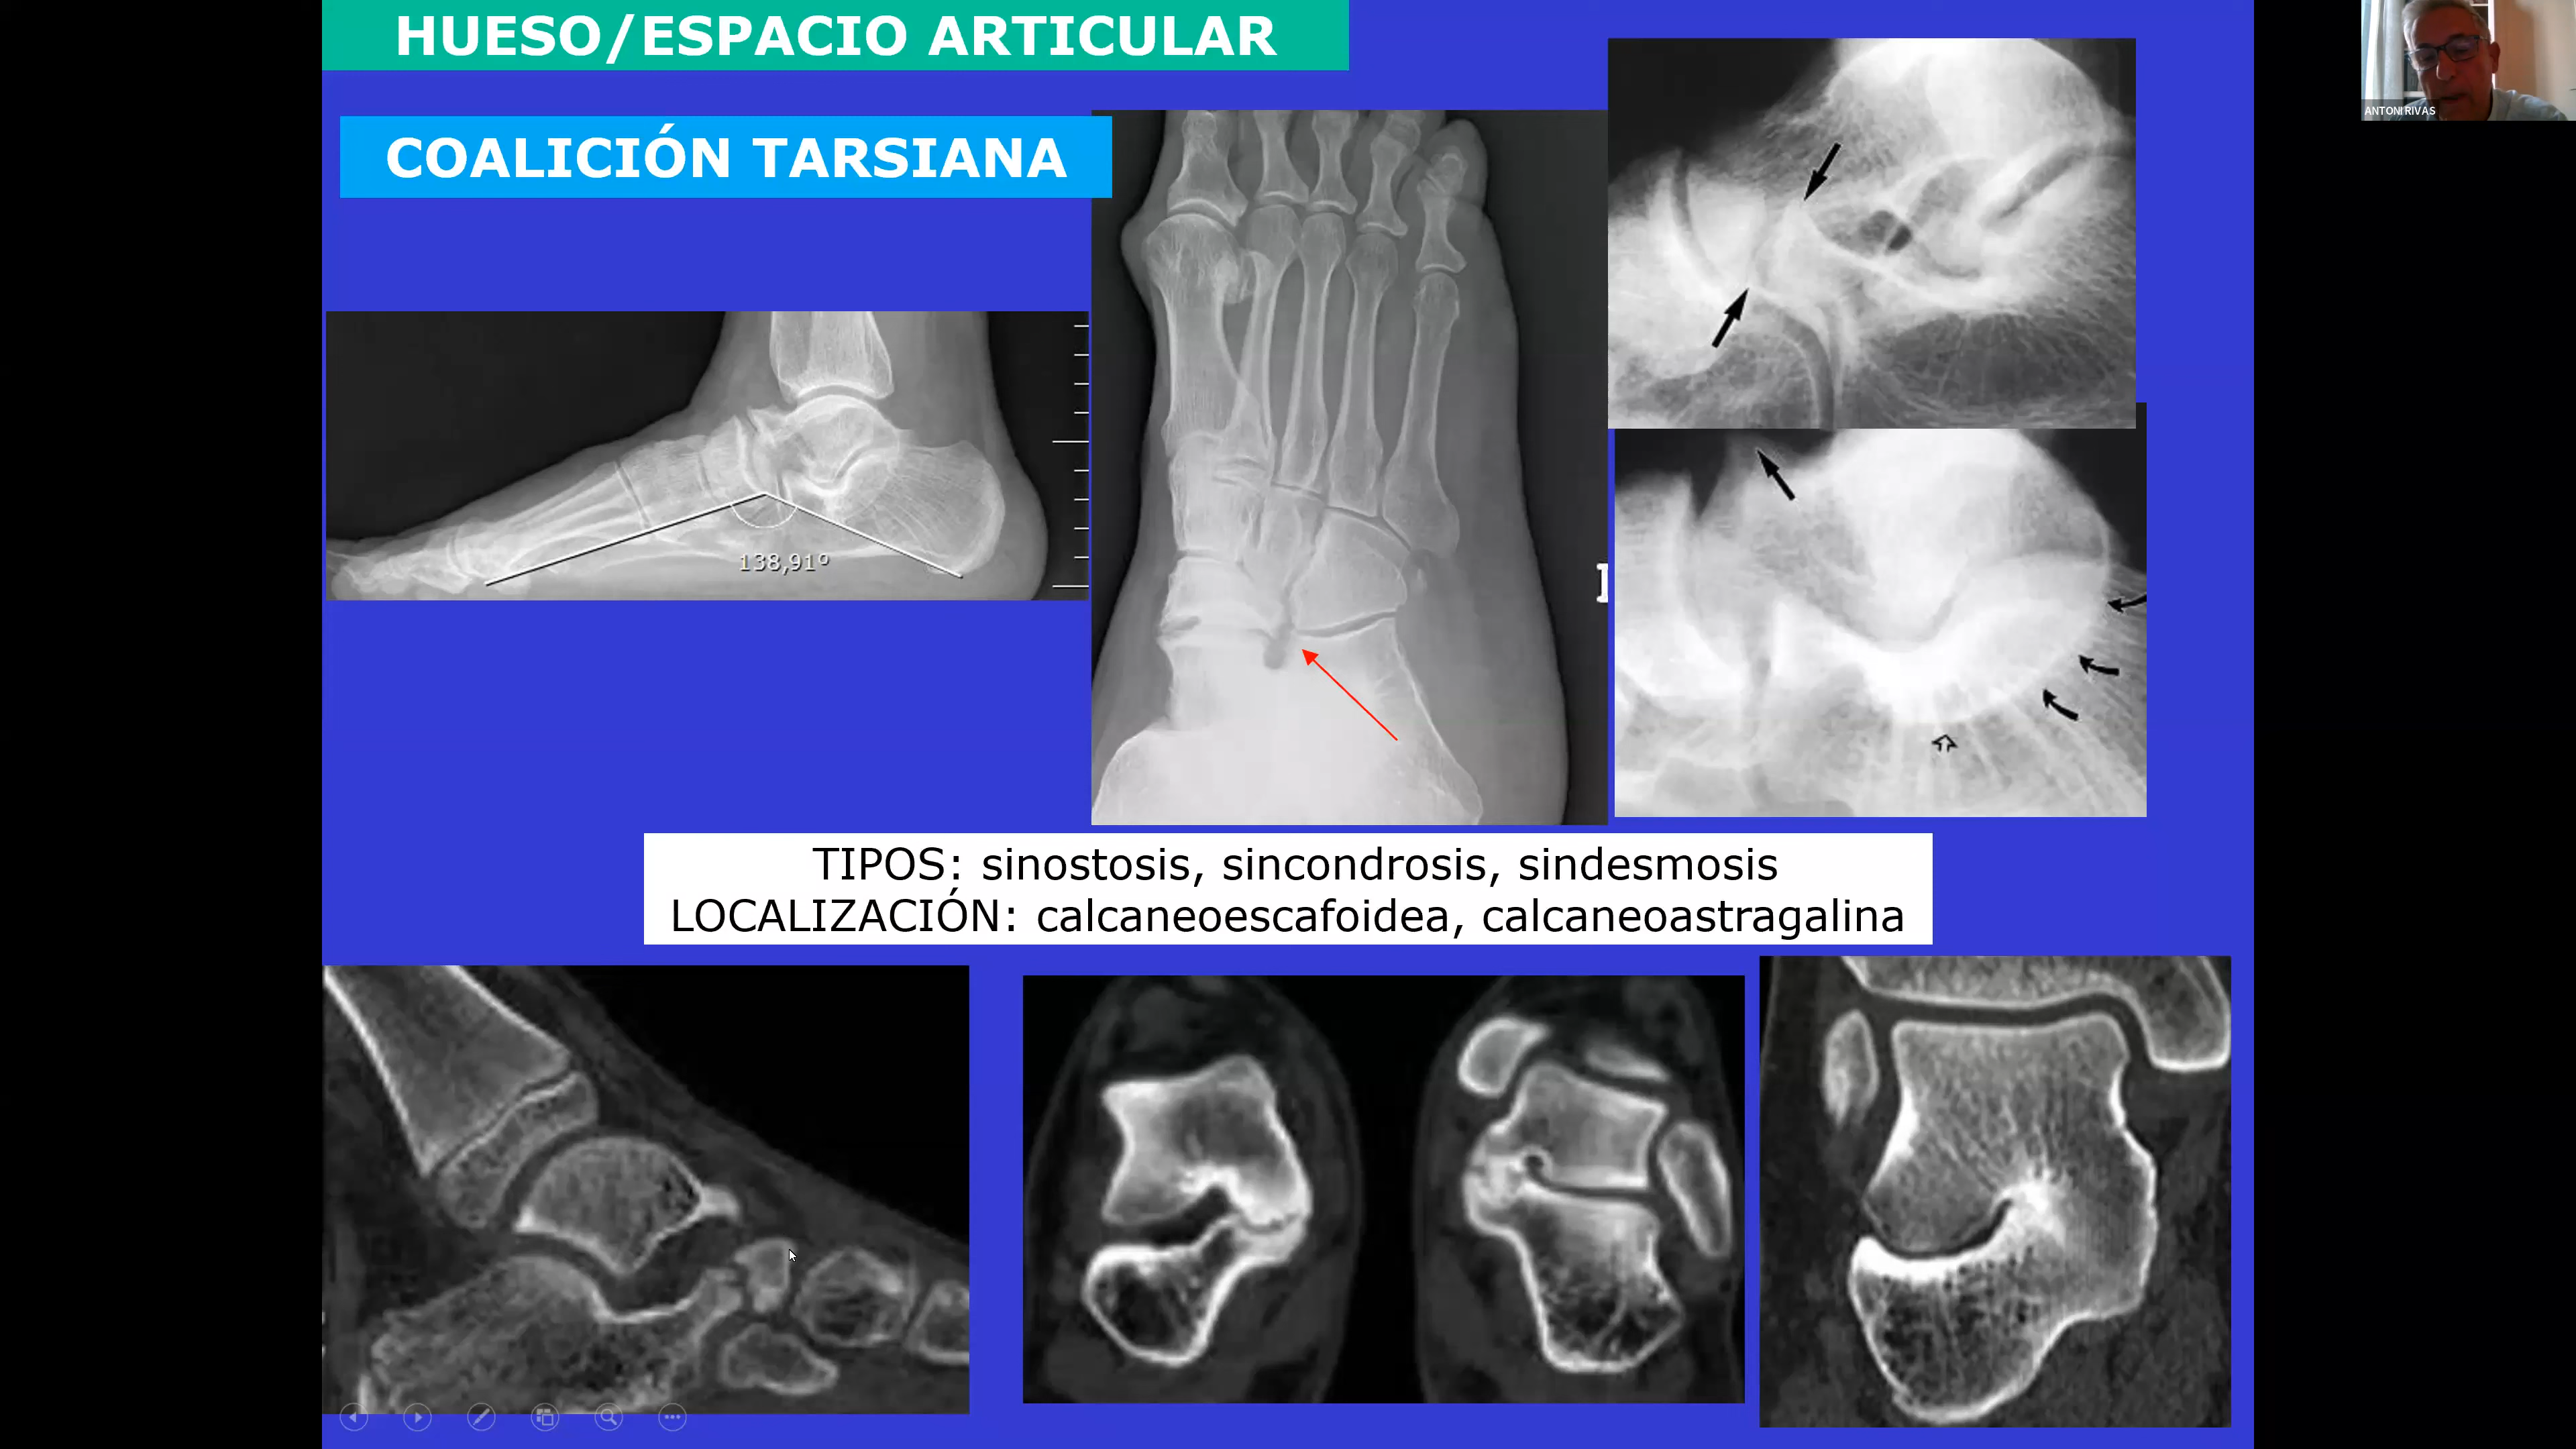 HUESO/ESPACIO ARTICULAR
COALICIÓN TARSIANA
138,91º
ANTONI RIVAS
TIPOS: sinostosis, sincondrosis, sindesmosis
LOCALIZACIÓN: calcaneoescafoidea, calcaneoastragalina